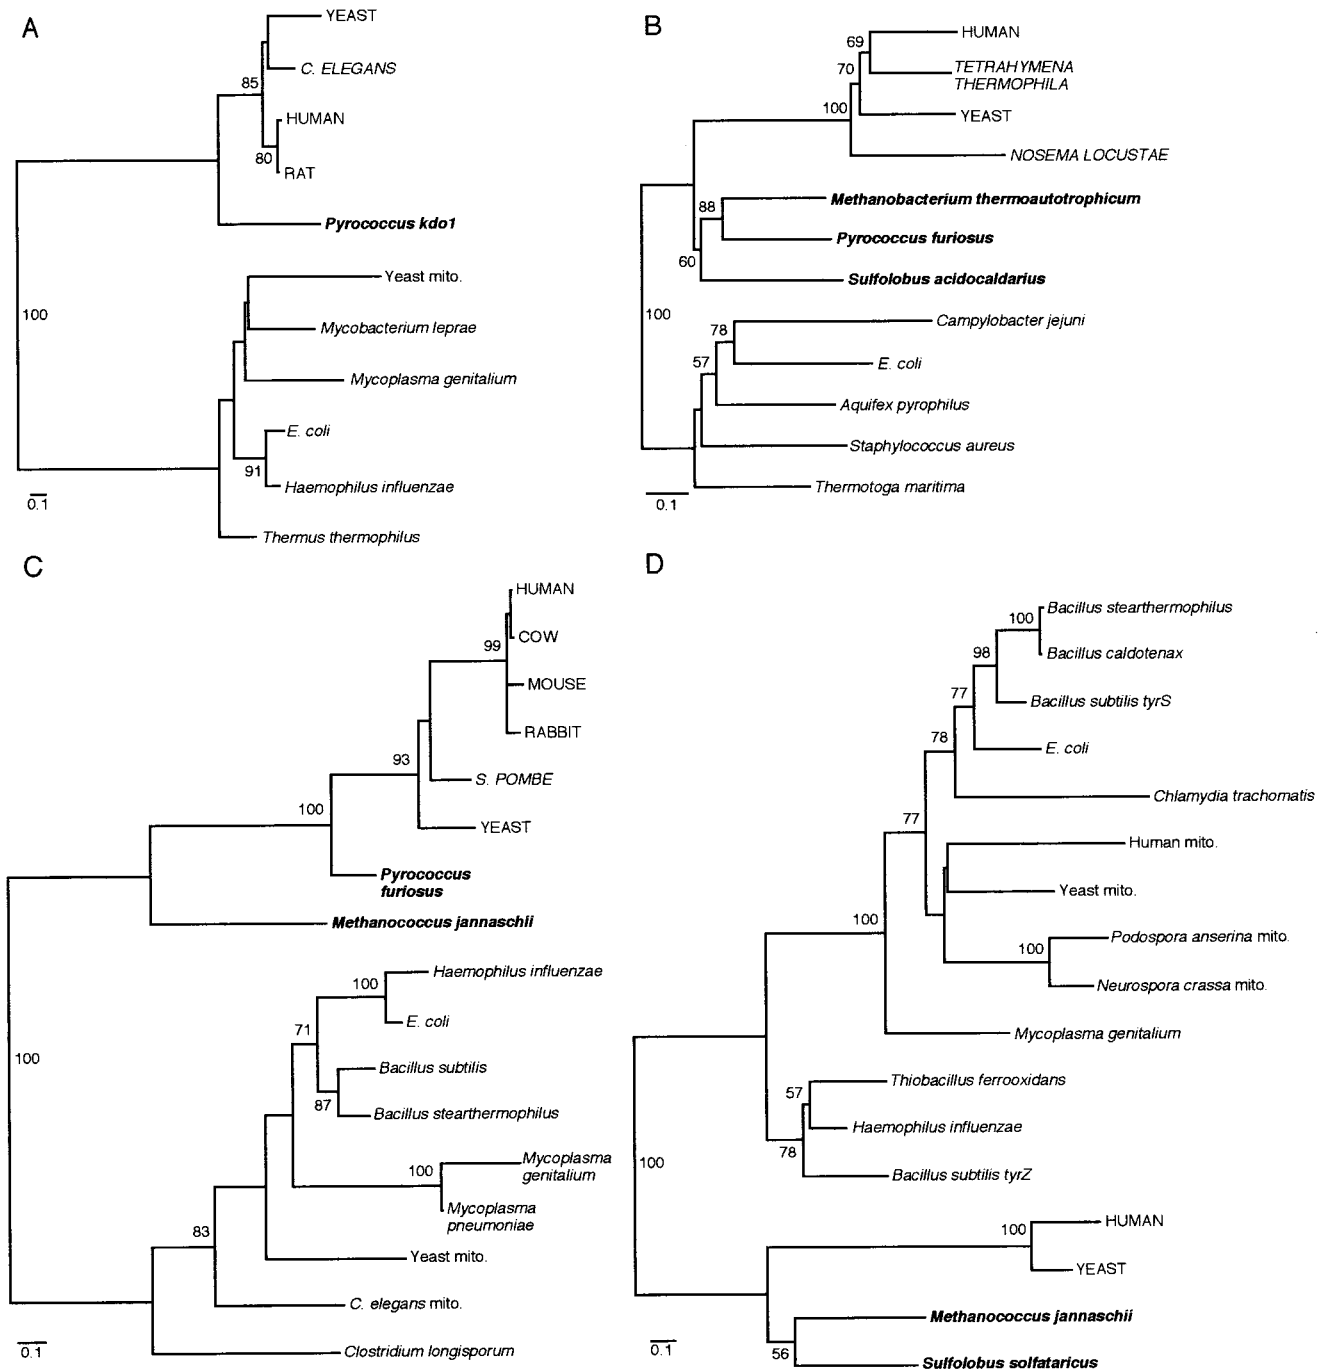 A
YEAST
C. ELEGANS
85
HUMAN
80
RAT
Pyrococcus kdo1
Yeast mito.
100
Mycobacterium leprae
Mycoplasma genitalium
E. coli
91
Haemophilus influenzae
0.1
Thermus thermophilus
B
HUMAN
69
TETRAHYMENA
THERMOPHILA
70
100
YEAST
NOSEMA LOCUSTAE
Methanobacterium thermoautotrophicum
88
Pyrococcus furiosus
60
Sulfolobus acidocaldarius
100
Campylobacter jejuni
78
E. coli
57
Aquifex pyrophilus
Staphylococcus aureus
Thermotoga maritima
0.1
C
HUMAN
COW
99
MOUSE
RABBIT
93
S. POMBE
100
YEAST
Pyrococcus
furiosus
Methanococcus jannaschii
Haemophilus influenzae
100
E. coli
71
100
Bacillus subtilis
87
Bacillus stearthermophilus
Mycoplasma
genitalium
100
Mycoplasma
pneumoniae
83
Yeast mito.
C. elegans mito.
0.1
Clostridium longisporum
D
Bacillus stearthermophilus
100
Bacillus caldotenax
98
Bacillus subtilis tyrS
77
E. coli
78
Chlamydia trachomatis
77
Human mito.
Yeast mito.
100
Podospora anserina mito.
100
Neurospora crassa mito.
Mycoplasma genitalium
Thiobacillus ferrooxidans
57
Haemophilus influenzae
78
100
Bacillus subtilis tyrZ
HUMAN
100
YEAST
Methanococcus jannaschii
0.1
56
Sulfolobus solfataricus